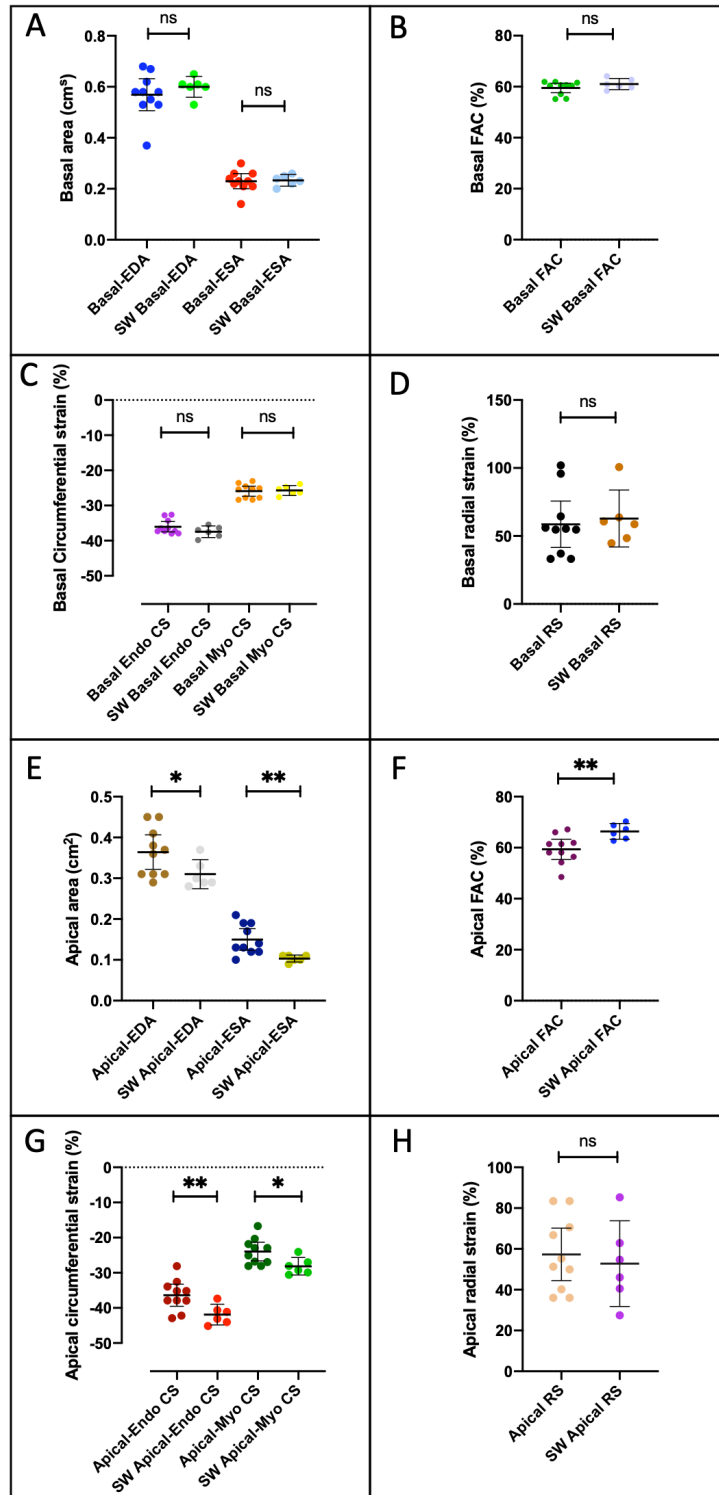 A
ns
ns
Basal area (cmˢ)
0.8
0.6
0.4
0.2
0.0
Basal-EDA
SW Basal-EDA
Basal-ESA
SW Basal-ESA
B
ns
Basal FAC (%)
80
60
40
20
0
Basal FAC
SW Basal FAC
C
ns
ns
Basal Circumferential strain (%)
0
-10
-20
-30
-40
-50
Basal Endo CS
SW Basal Endo CS
Basal Myo CS
SW Basal Myo CS
D
ns
Basal radial strain (%)
150
100
50
0
Basal RS
SW Basal RS
E
*
**
Apical area (cm²)
0.5
0.4
0.3
0.2
0.1
0.0
Apical-EDA
SW Apical-EDA
Apical-ESA
SW Apical-ESA
F
**
Apical FAC (%)
80
60
40
20
0
Apical FAC
SW Apical FAC
G
**
*
Apical circumferential strain (%)
0
-10
-20
-30
-40
-50
Apical-Endo CS
SW Apical-Endo CS
Apical-Myo CS
SW Apical-Myo CS
H
ns
Apical radial strain (%)
100
80
60
40
20
0
Apical RS
SW Apical RS